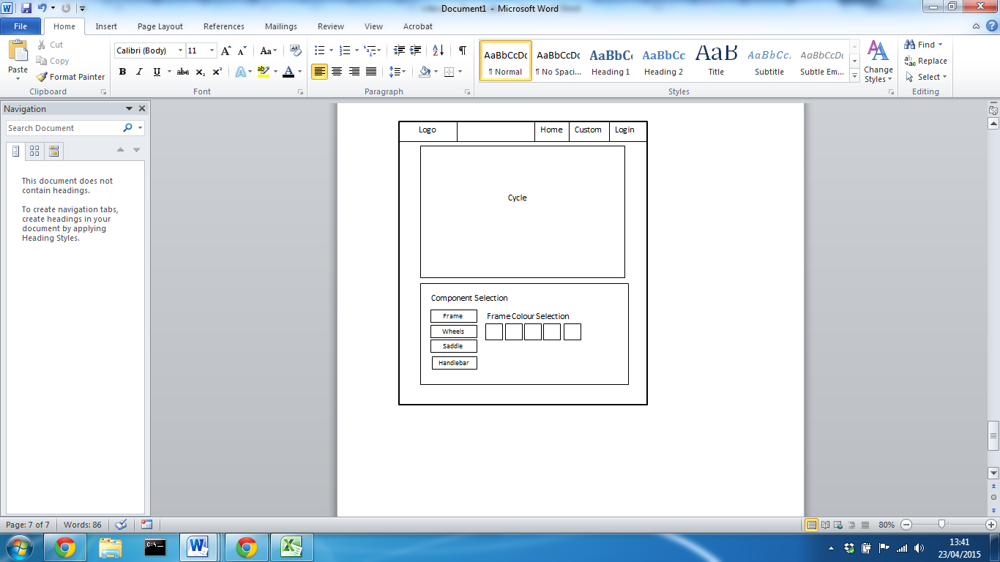 Document1 - Microsoft Word
File Home Insert Page Layout References Mailings Review View Acrobat
Paste
Cut
Copy
Format Painter
Clipboard
Calibri (Body) 11
Font
Paragraph
AaBbCcDc AaBbCcDc AaBbCc AaBbCc AaB AaBbCc. AaBbCcDc
¶ Normal ¶ No Spaci... Heading 1 Heading 2 Title Subtitle Subtle Em...
Change
Styles
Styles
Find
Replace
Select
Editing
Navigation
Search Document
This document does not
contain headings.
To create navigation tabs,
create headings in your
document by applying
Heading Styles.
Logo Home Custom Login
Cycle
Component Selection
Frame
Wheels
Saddle
Handlebar
Frame Colour Selection
Page: 7 of 7 Words: 86
80%
C:\
13:41
23/04/2015